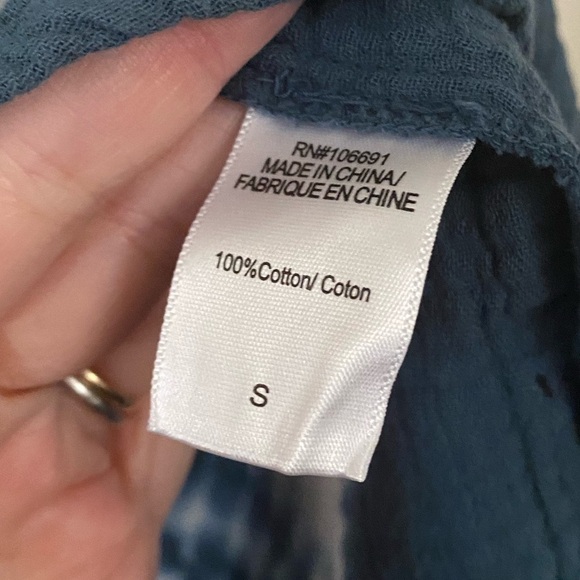 RN#106691
MADE IN CHINA/
FABRIQUE EN CHINE
100%Cotton/ Coton
S